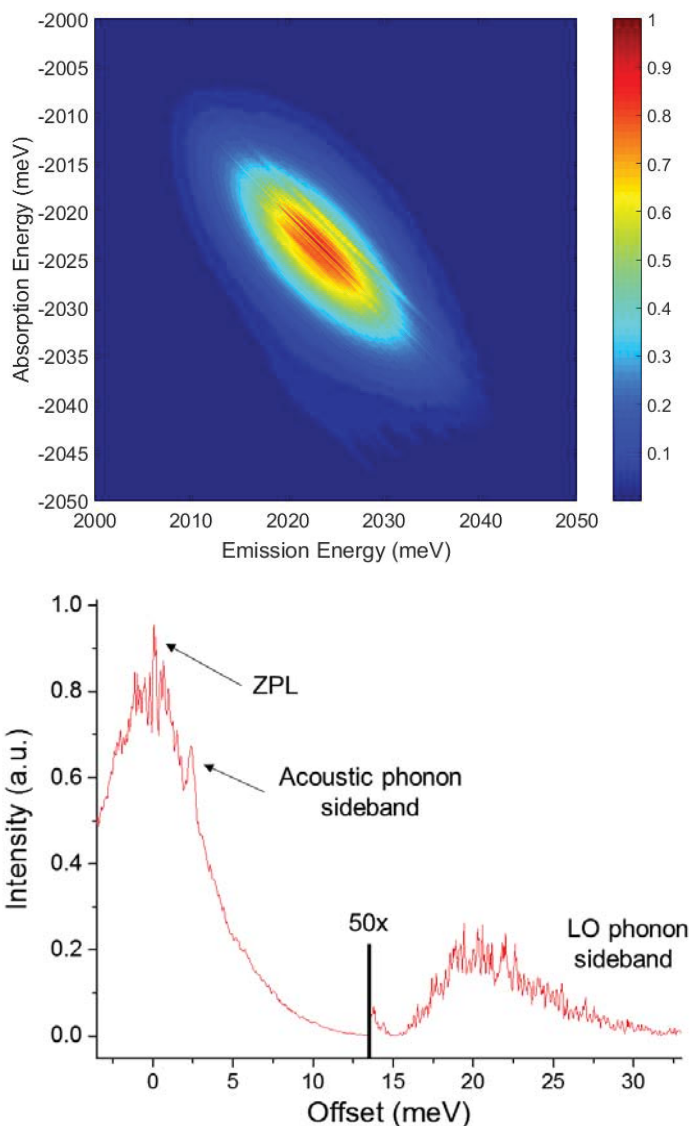 -2000
-2005
-2010
-2015
-2020
-2025
-2030
-2035
-2040
-2045
-2050
Absorption Energy (meV)
2000 2010 2020 2030 2040 2050
Emission Energy (meV)
1
0.9
0.8
0.7
0.6
0.5
0.4
0.3
0.2
0.1
1.0
0.8
0.6
0.4
0.2
0.0
Intensity (a.u.)
ZPL
Acoustic phonon
sideband
50x
LO phonon
sideband
0 5 10 15 20 25 30
Offset (meV)